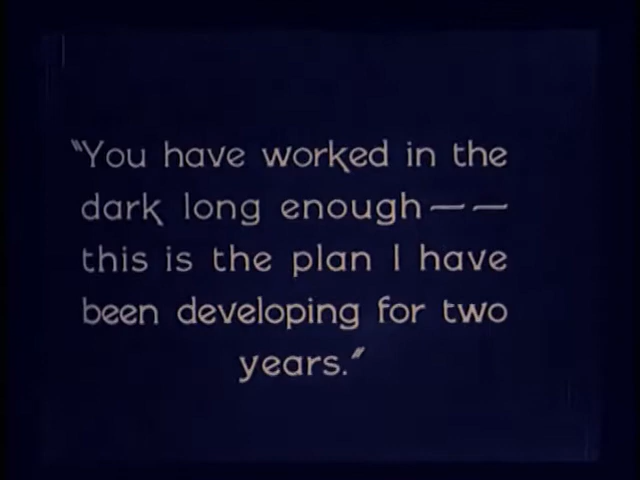 "You have worked in the
dark long enough — —
this is the plan I have
been developing for two
years."